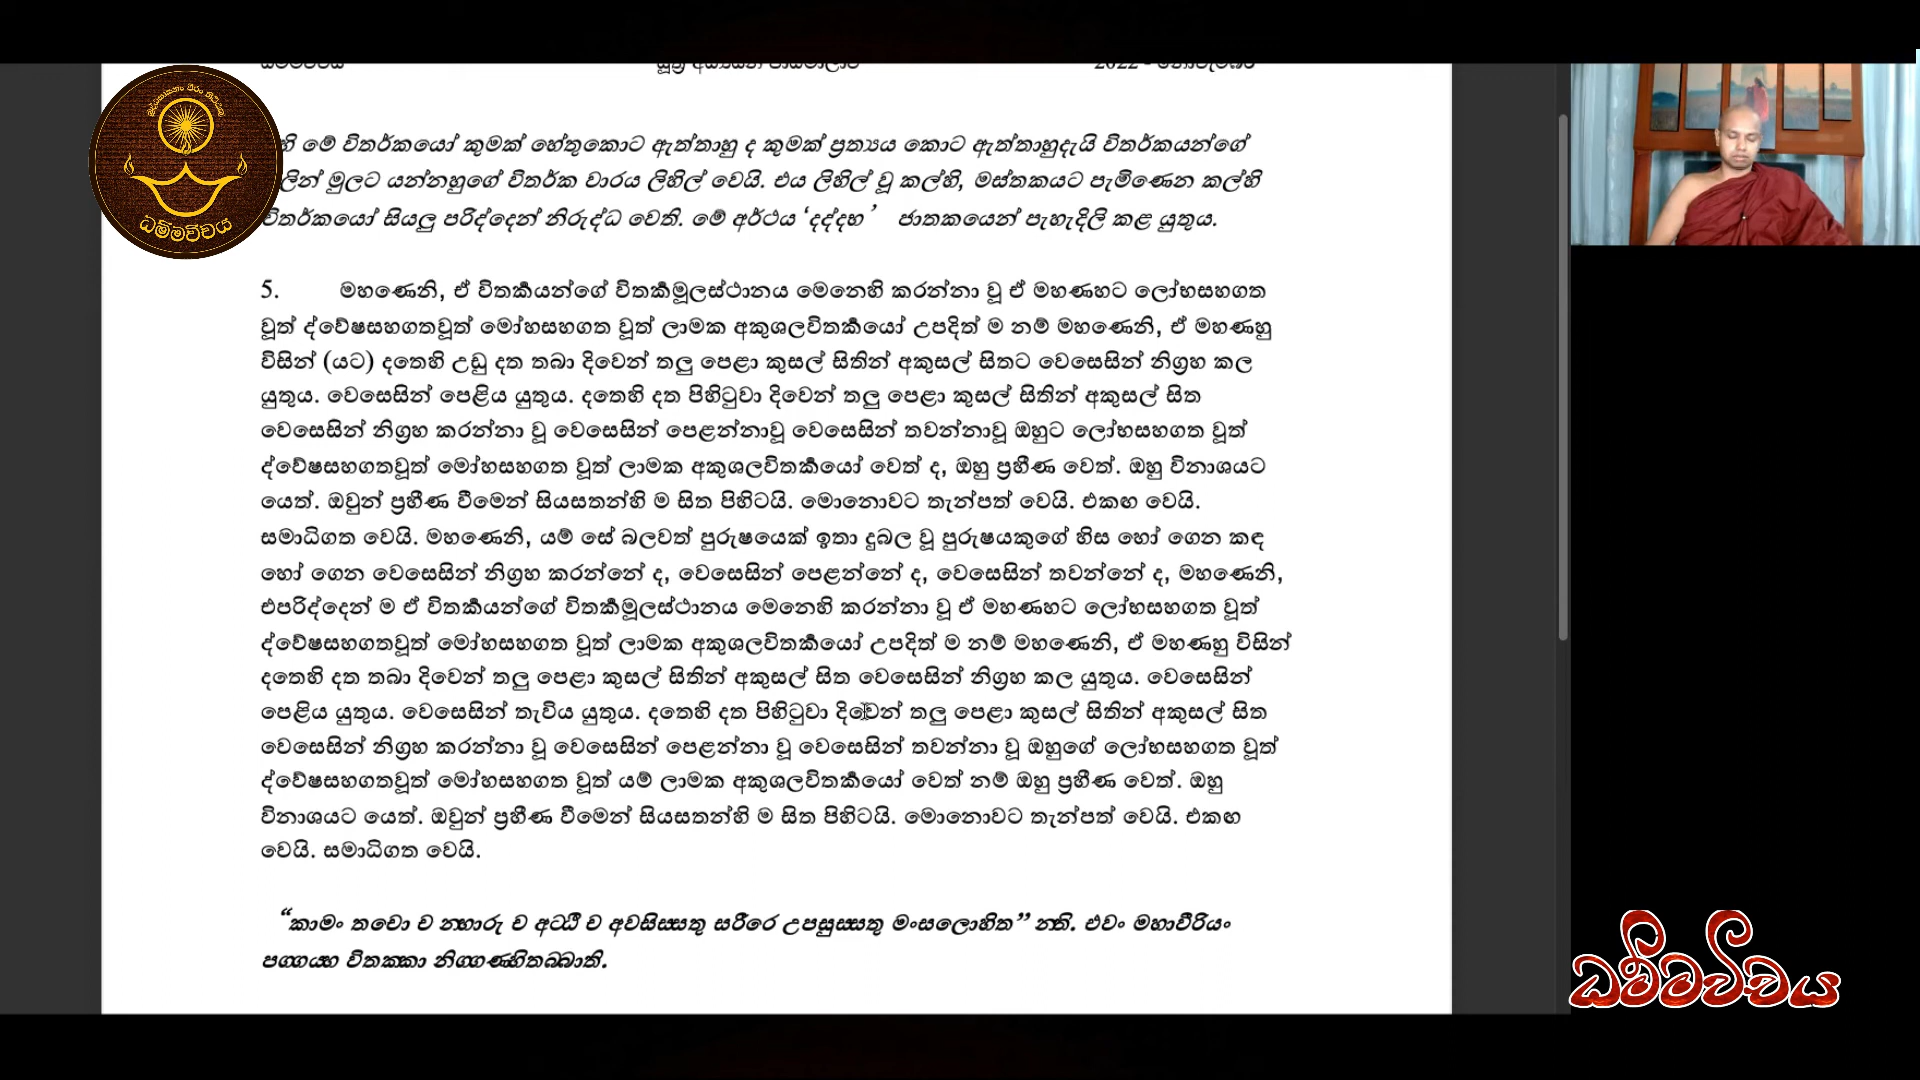 හි මේ විතර්කයෝ කුමක් හේතුකොට ඇත්තාහු ද කුමක් ප්‍රත්‍යය කොට ඇත්තාහුදැයි විතර්කයන්ගේ
ලින් මුලට යන්නහුගේ විතර්ක චාරය ලිහිල් වෙයි. එය ලිහිල් වූ කල්හි, මස්තකයට පැමිණෙන කල්හි
විතර්කයෝ සියලු පරිද්දෙන් නිරුද්ධ වෙති. මේ අර්ථය ‘දද්දභ’ ජාතකයෙන් පැහැදිලි කළ යුතුය.
5. මහණෙනි, ඒ විතර්‍කයන්ගේ විතර්‍කමූලස්ථානය මෙනෙහි කරන්නා වූ ඒ මහණහට ලෝභසහගත
වූත් ද්වේෂසහගතවූත් මෝහසහගත වූත් ලාමක අකුශලවිතර්‍කයෝ උපදිත් ම නම් මහණෙනි, ඒ මහණහු
විසින් (යට) දතෙහි උඩු දත තබා දිවෙන් තලු පෙළා කුසල් සිතින් අකුසල් සිතට වෙසෙසින් නිග්‍රහ කල
යුතුය. වෙසෙසින් පෙළිය යුතුය. දතෙහි දත පිහිටුවා දිවෙන් තලු පෙළා කුසල් සිතින් අකුසල් සිත
වෙසෙසින් නිග්‍රහ කරන්නා වූ වෙසෙසින් පෙළන්නාවූ වෙසෙසින් තවන්නාවූ ඔහුට ලෝභසහගත වූත්
ද්වේෂසහගතවූත් මෝහසහගත වූත් ලාමක අකුශලවිතර්‍කයෝ වෙත් ද, ඔහු ප්‍රහීණ වෙත්. ඔහු විනාශයට
යෙත්. ඔවුන් ප්‍රහීණ වීමෙන් සියසතන්හි ම සිත පිහිටයි. මොනොවට තැන්පත් වෙයි. එකඟ වෙයි.
සමාධිගත වෙයි. මහණෙනි, යම් සේ බලවත් පුරුෂයෙක් ඉතා දුබල වූ පුරුෂයකුගේ හිස හෝ ගෙන කඳ
හෝ ගෙන වෙසෙසින් නිග්‍රහ කරන්නේ ද, වෙසෙසින් පෙළන්නේ ද, වෙසෙසින් තවන්නේ ද, මහණෙනි,
එපරිද්දෙන් ම ඒ විතර්‍කයන්ගේ විතර්‍කමූලස්ථානය මෙනෙහි කරන්නා වූ ඒ මහණහට ලෝභසහගත වූත්
ද්වේෂසහගතවූත් මෝහසහගත වූත් ලාමක අකුශලවිතර්‍කයෝ උපදිත් ම නම් මහණෙනි, ඒ මහණහු විසින්
දතෙහි දත තබා දිවෙන් තලු පෙළා කුසල් සිතින් අකුසල් සිත වෙසෙසින් නිග්‍රහ කල යුතුය. වෙසෙසින්
පෙළිය යුතුය. වෙසෙසින් තැවිය යුතුය. දතෙහි දත පිහිටුවා දිවෙන් තලු පෙළා කුසල් සිතින් අකුසල් සිත
වෙසෙසින් නිග්‍රහ කරන්නා වූ වෙසෙසින් පෙළන්නා වූ වෙසෙසින් තවන්නා වූ ඔහුගේ ලෝභසහගත වූත්
ද්වේෂසහගතවූත් මෝහසහගත වූත් යම් ලාමක අකුශලවිතර්‍කයෝ වෙත් නම් ඔහු ප්‍රහීණ වෙත්. ඔහු
විනාශයට යෙත්. ඔවුන් ප්‍රහීණ වීමෙන් සියසතන්හි ම සිත පිහිටයි. මොනොවට තැන්පත් වෙයි. එකඟ
වෙයි. සමාධිගත වෙයි.
“කාමං තචො ච න්හාරු ච අට්ඨි ච අවසිස්සතු සරීරෙ උපසුස්සතු මංසලොහිත” න්ති. එවං මහාවීරියං
පග්ගය්හ විතක්කා නිග්ගණ්හිතබ්බාති.
ධම්මවිචය
ධම්මවිචය